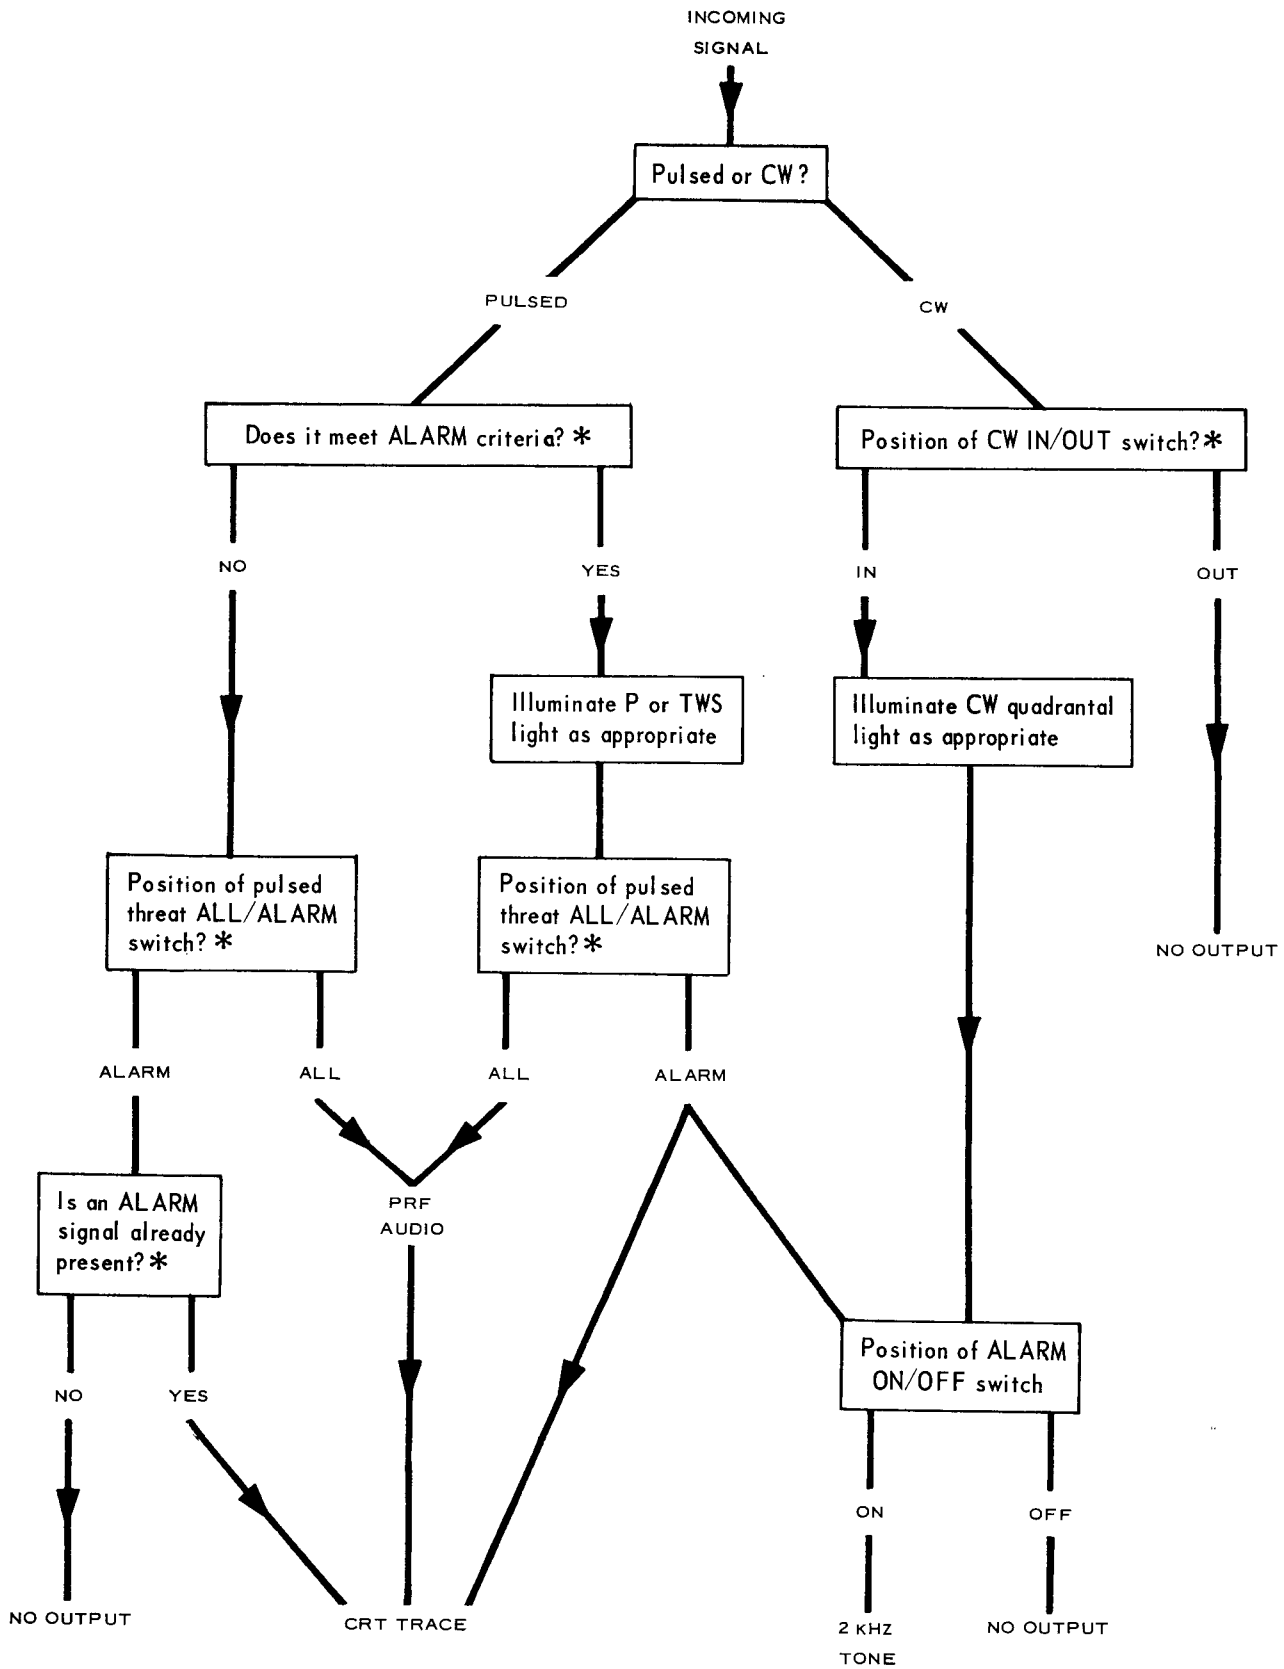 INCOMING
SIGNAL
Pulsed or CW?
PULSED
CW
Does it meet ALARM criteria?*
Position of CW IN/OUT switch?*
NO
YES
IN
OUT
Illuminate P or TWS
light as appropriate
Illuminate CW quadrantal
light as appropriate
Position of pulsed
threat ALL/ALARM
switch?*
Position of pulsed
threat ALL/ALARM
switch?*
NO OUTPUT
ALARM
ALL
ALL
ALARM
Is an ALARM
signal already
present?*
PRF
AUDIO
Position of ALARM
ON/OFF switch
NO
YES
ON
OFF
NO OUTPUT
CRT TRACE
2 KHZ
TONE
NO OUTPUT